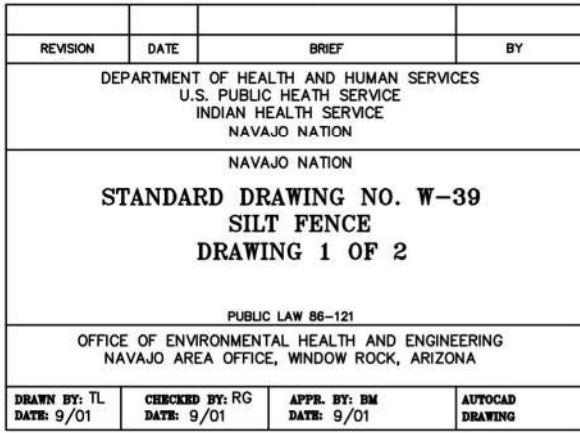 REVISION DATE BRIEF BY
DEPARTMENT OF HEALTH AND HUMAN SERVICES
U.S. PUBLIC HEATH SERVICE
INDIAN HEALTH SERVICE
NAVAJO NATION
NAVAJO NATION
STANDARD DRAWING NO. W-39
SILT FENCE
DRAWING 1 OF 2
PUBLIC LAW 86-121
OFFICE OF ENVIRONMENTAL HEALTH AND ENGINEERING
NAVAJO AREA OFFICE, WINDOW ROCK, ARIZONA
DRAWN BY: TL CHECKED BY: RG APPR. BY: BM AUTOCAD
DATE: 9/01 DATE: 9/01 DATE: 9/01 DRAWING